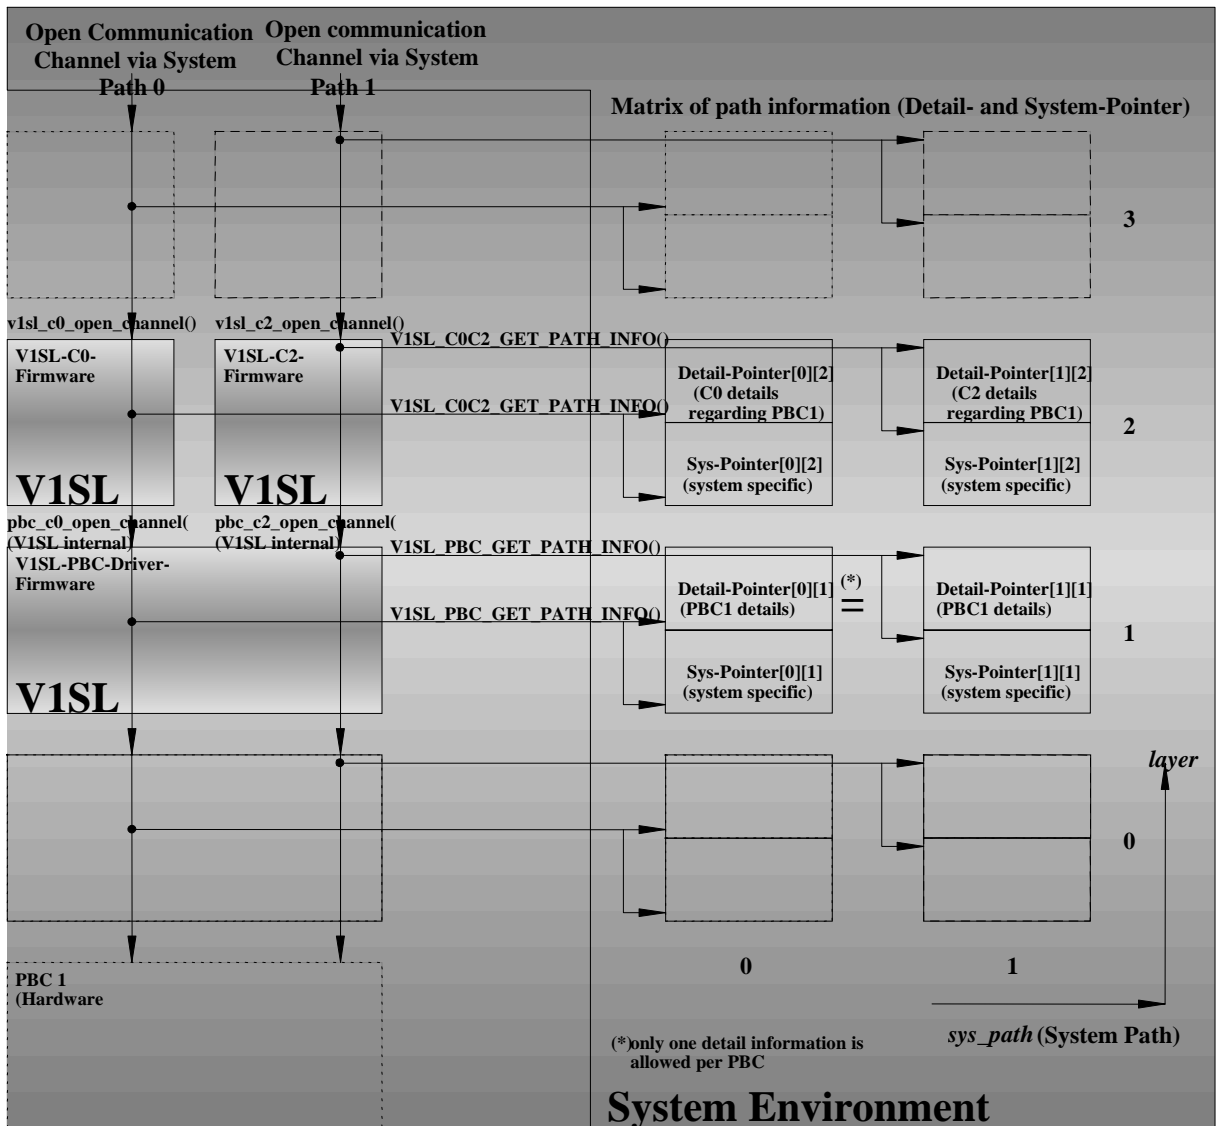 Open Communication
Channel via System
Path 0
Open communication
Channel via System
Path 1
Matrix of path information (Detail- and System-Pointer)
3
v1sl_c0_open_channel()
v1sl_c2_open_channel()
V1SL-C0-
Firmware
V1SL
V1SL-C2-
Firmware
V1SL
V1SL_C0C2_GET_PATH_INFO()
V1SL_C0C2_GET_PATH_INFO()
Detail-Pointer[0][2]
(C0 details
regarding PBC1)
Sys-Pointer[0][2]
(system specific)
Detail-Pointer[1][2]
(C2 details
regarding PBC1)
Sys-Pointer[1][2]
(system specific)
2
pbc_c0_open_channel(
(V1SL internal)
pbc_c2_open_channel(
(V1SL internal)
V1SL-PBC-Driver-
Firmware
V1SL
V1SL_PBC_GET_PATH_INFO()
V1SL_PBC_GET_PATH_INFO()
Detail-Pointer[0][1]
(PBC1 details)
Sys-Pointer[0][1]
(system specific)
(*)
=
Detail-Pointer[1][1]
(PBC1 details)
Sys-Pointer[1][1]
(system specific)
1
layer
0
PBC 1
(Hardware
0
1
sys_path (System Path)
(*)only one detail information is
allowed per PBC
System Environment